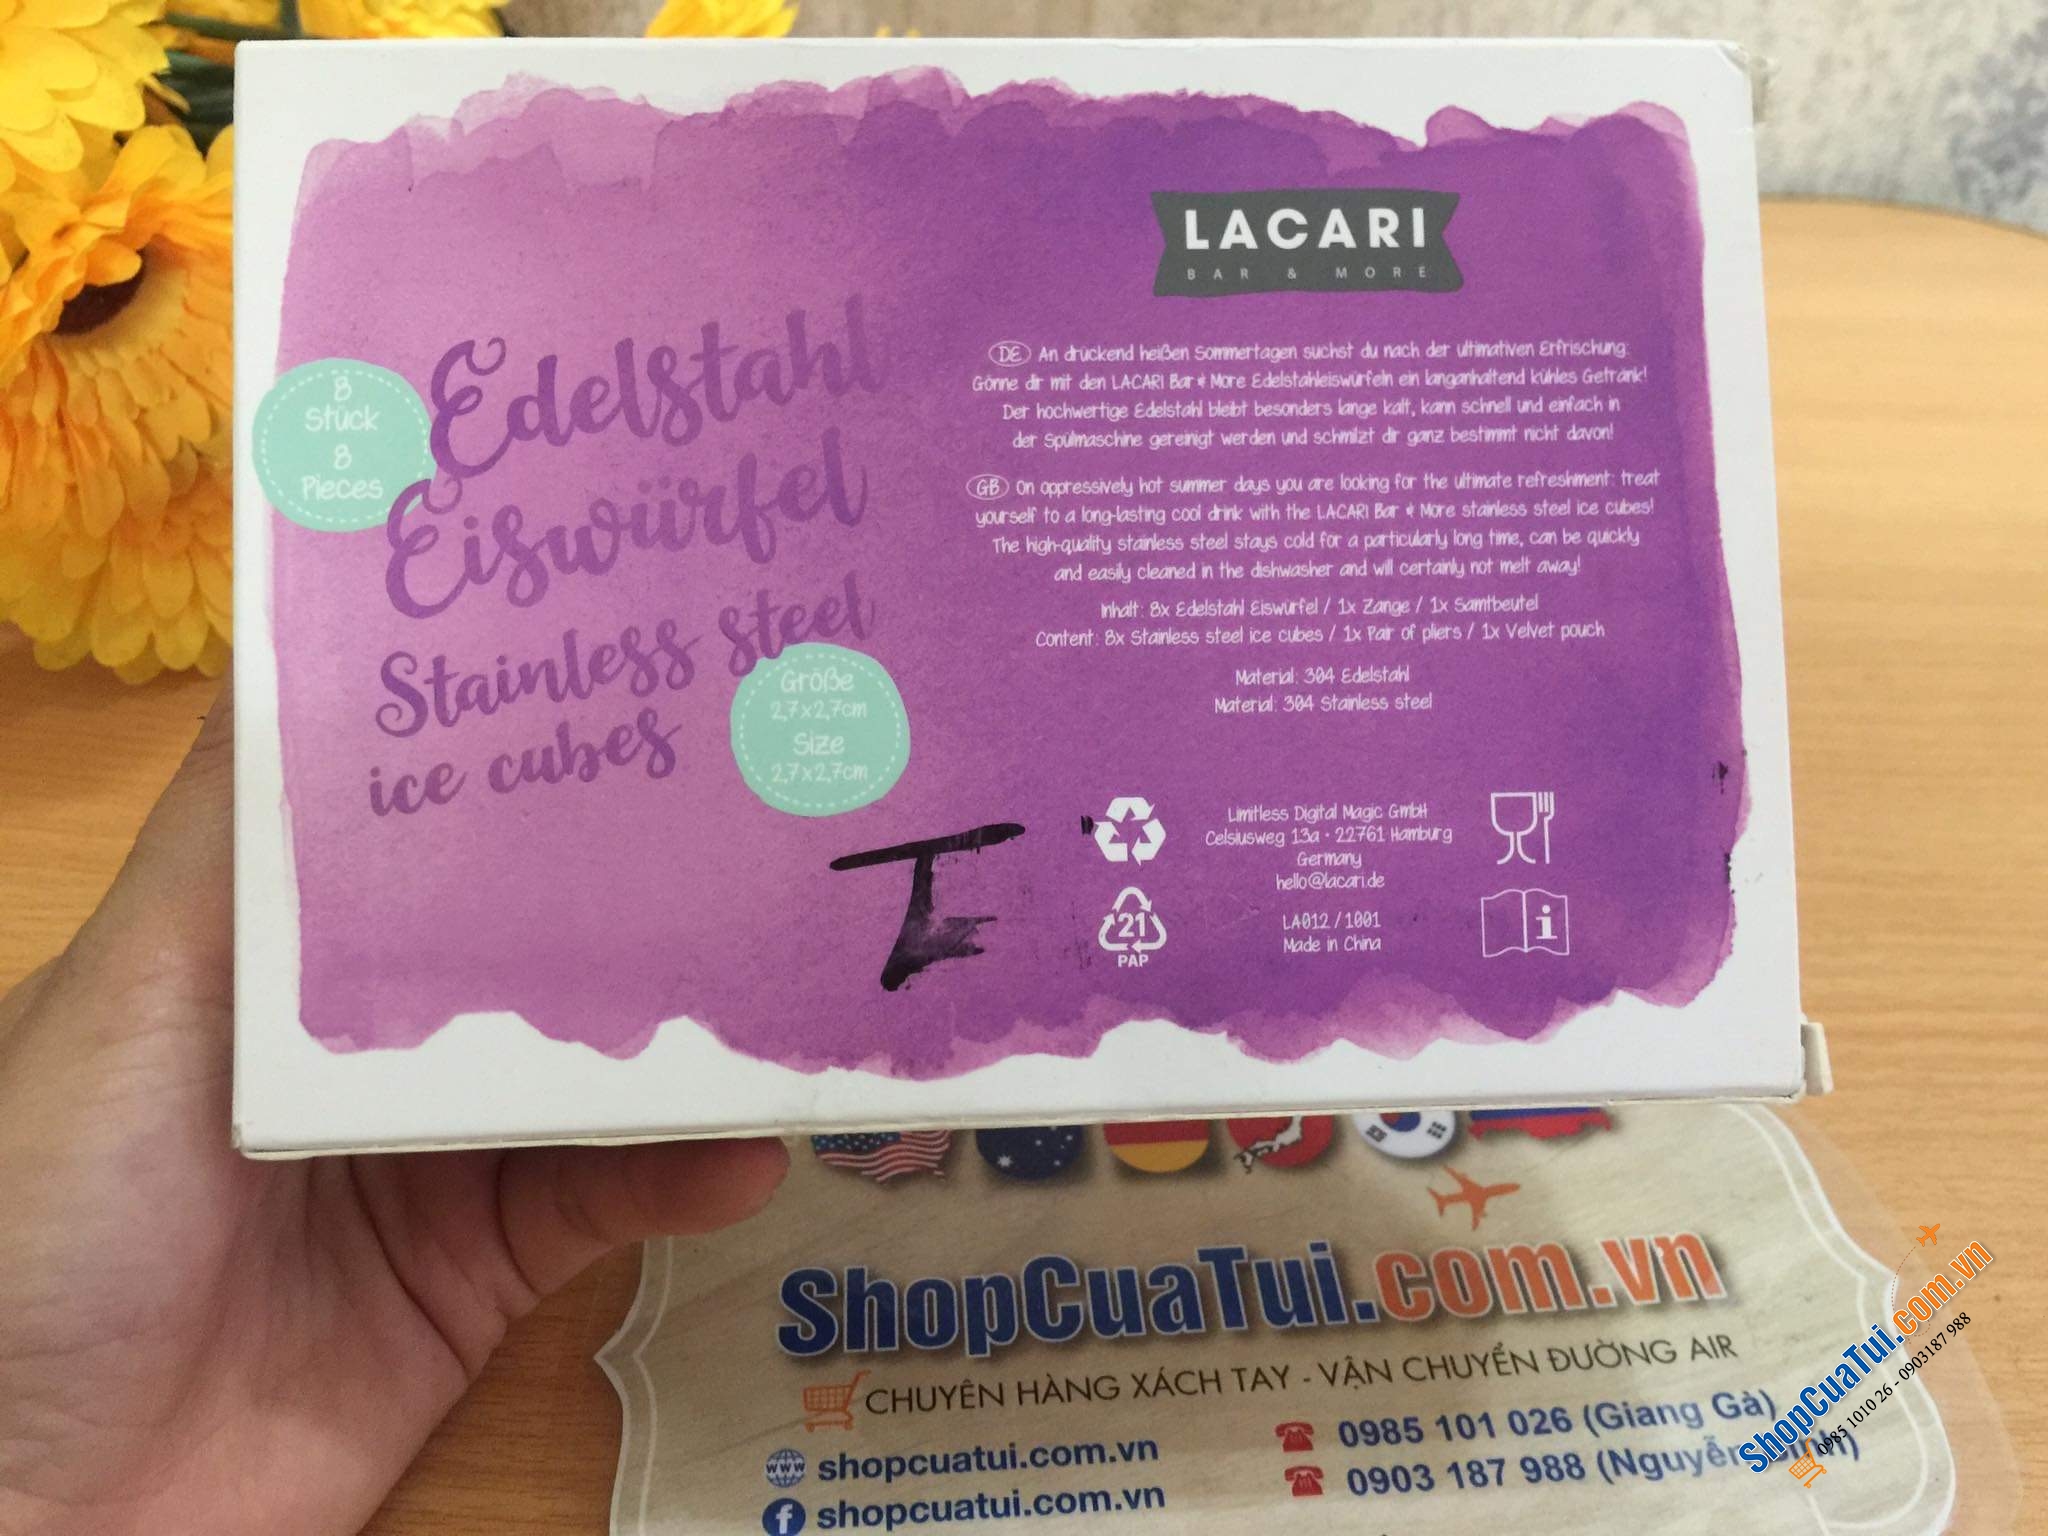 LACARI
BAR & MORE
8
Stück
8
Pieces
Edelstahl
Eiswürfel
Stainless steel
ice cubes
Größe
2,7x2,7cm
Size
2,7x2,7cm
DE An drückend heißen Sommertagen suchst du nach der ultimativen Erfrischung:
Gönne dir mit den LACARI Bar & More Edelstahleiswürfeln ein langanhaltend kühles Getränk!
Der hochwertige Edelstahl bleibt besonders lange kalt, kann schnell und einfach in
der Spülmaschine gereinigt werden und schmilzt dir ganz bestimmt nicht davon!
GB On oppressively hot summer days you are looking for the ultimate refreshment: treat
yourself to a long-lasting cool drink with the LACARI Bar & More stainless steel ice cubes!
The high-quality stainless steel stays cold for a particularly long time, can be quickly
and easily cleaned in the dishwasher and will certainly not melt away!
Inhalt: 8x Edelstahl Eiswürfel / 1x Zange / 1x Samtbeutel
Content: 8x Stainless steel ice cubes / 1x Pair of pliers / 1x Velvet pouch
Material: 304 Edelstahl
Material: 304 Stainless steel
Limitless Digital Magic GmbH
Celsiusweg 13a • 22761 Hamburg
Germany
hello@lacari.de
LA012 / 1001
Made in China
21
PAP
i
ShopCuaTui.com.vn
CHUYÊN HÀNG XÁCH TAY - VẬN CHUYỂN ĐƯỜNG AIR
www shopcuatui.com.vn
f shopcuatui.com.vn
0985 101 026 (Giang Gà)
0903 187 988 (Nguyễn
ShopCuaTui.com.vn
0985 1010 26 - 0903187 988